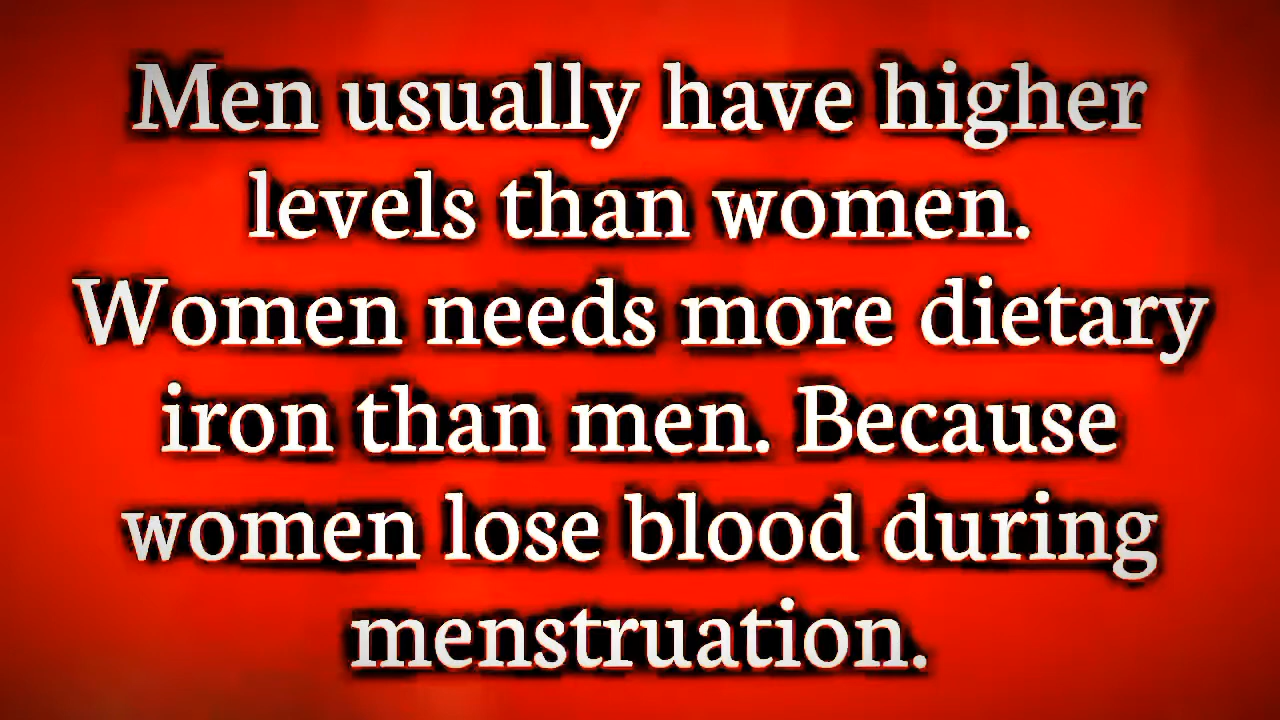 Men usually have higher
levels than women.
Women needs more dietary
iron than men. Because
women lose blood during
menstruation.